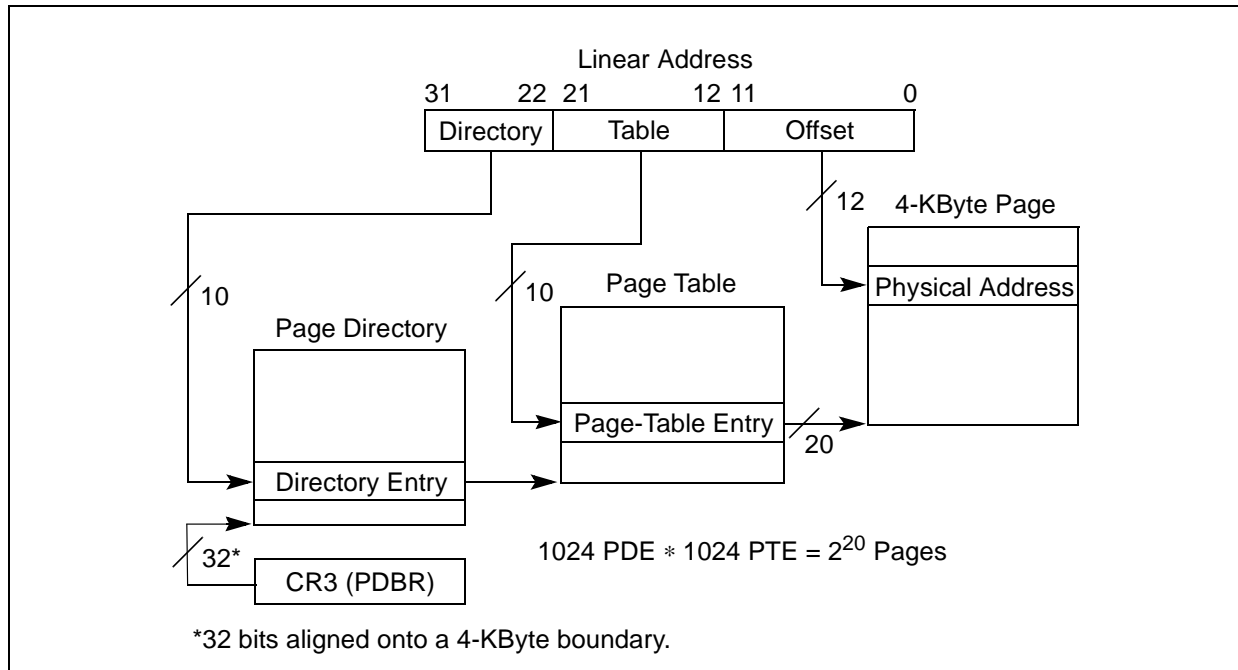 Linear Address
31 22 21 12 11 0
Directory Table Offset
12
4-KByte Page
Physical Address
10
10
Page Table
Page Directory
Page-Table Entry
20
Directory Entry
32*
1024 PDE ∗ 1024 PTE = 2²⁰ Pages
CR3 (PDBR)
*32 bits aligned onto a 4-KByte boundary.